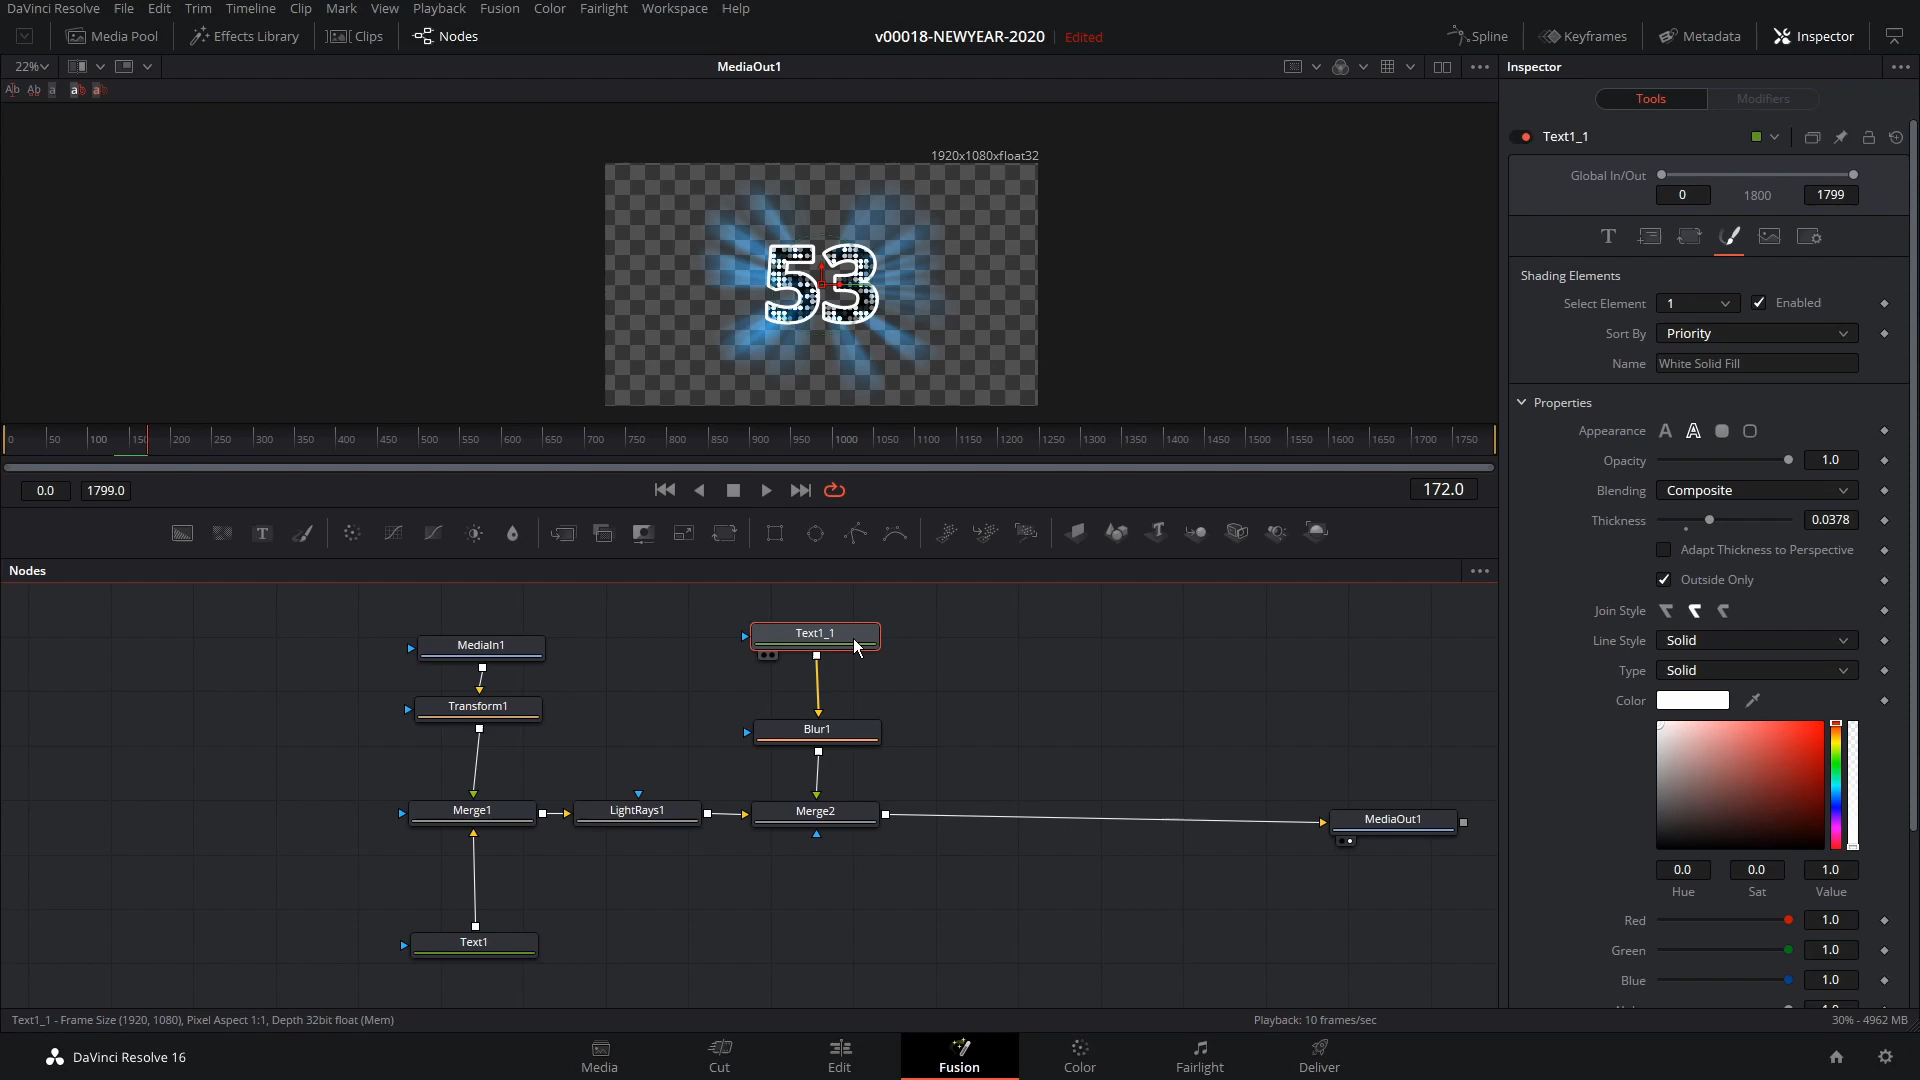 DaVinci Resolve File Edit Trim Timeline Clip Mark View Playback Fusion Color Fairlight Workspace Help
Media Pool Effects Library Clips Nodes v00018-NEWYEAR-2020 Edited Spline Keyframes Metadata Inspector
22% MediaOut1 Inspector
Tools Modifiers
Text1_1
1920x1080xfloat32
53
Global In/Out
0 1800 1799
Shading Elements
Select Element 1 Enabled
Sort By Priority
Name White Solid Fill
Properties
Appearance
Opacity 1.0
Blending Composite
Thickness 0.0378
Adapt Thickness to Perspective
Outside Only
Join Style
Line Style Solid
Type Solid
Color
0.0 0.0 1.0
Hue Sat Value
Red 1.0
Green 1.0
Blue 1.0
0 50 100 150 200 250 300 350 400 450 500 550 600 650 700 750 800 850 900 950 1000 1050 1100 1150 1200 1250 1300 1350 1400 1450 1500 1550 1600 1650 1700 1750
0.0 1799.0 172.0
Nodes
MediaIn1
Text1_1
Transform1
Blur1
Merge1
LightRays1
Merge2
MediaOut1
Text1
Text1_1 - Frame Size (1920, 1080), Pixel Aspect 1:1, Depth 32bit float (Mem) Playback: 10 frames/sec 30% - 4962 MB
DaVinci Resolve 16 Media Cut Edit Fusion Color Fairlight Deliver